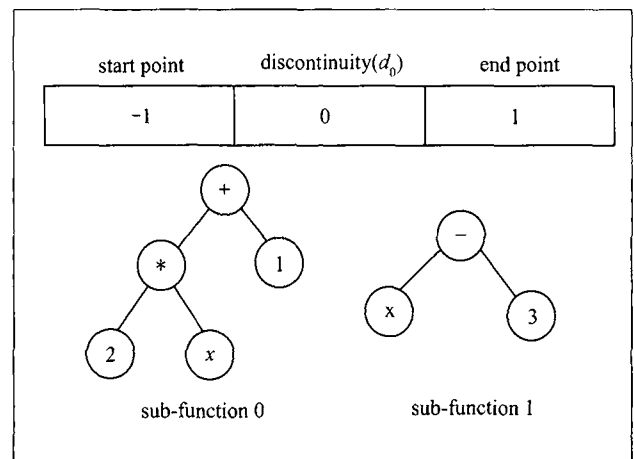 start point discontinuity(d₀) end point
−1 0 1
+
* 1
2 x
−
x 3
sub-function 0 sub-function 1